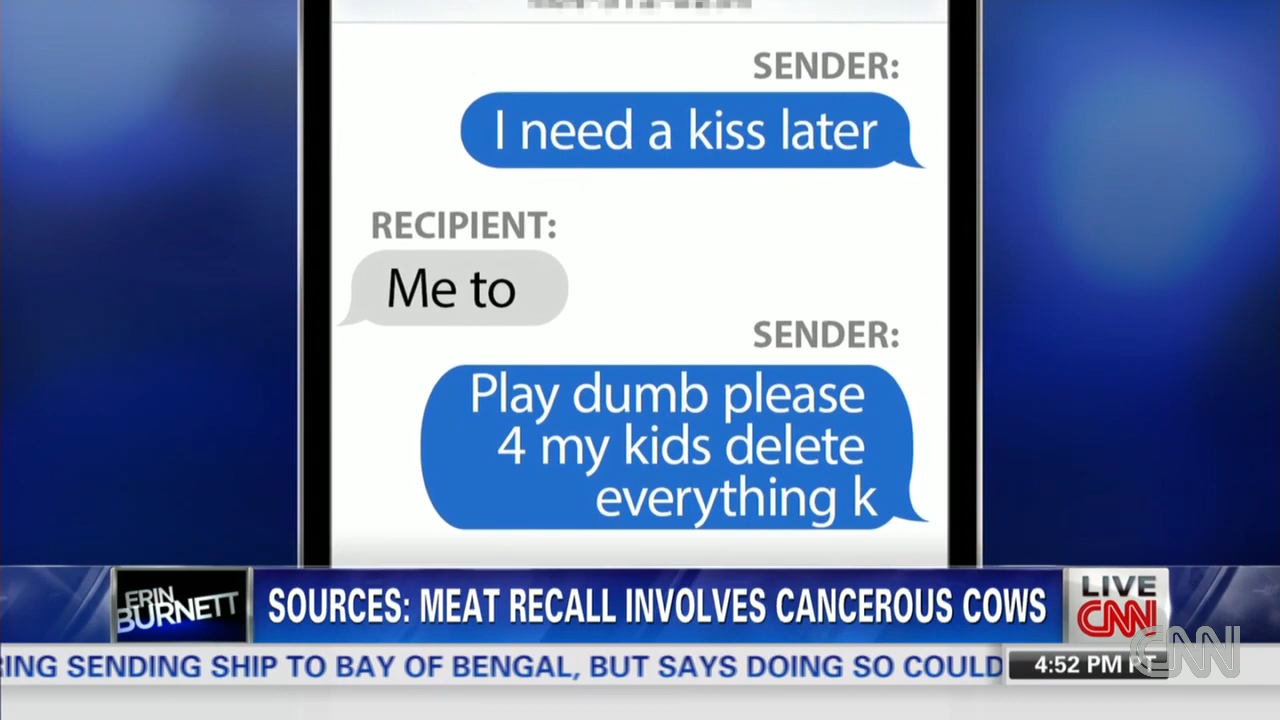 SENDER:
I need a kiss later
RECIPIENT:
Me to
SENDER:
Play dumb please
4 my kids delete
everything k
ERIN
BURNETT
SOURCES: MEAT RECALL INVOLVES CANCEROUS COWS
LIVE
CNN
RING SENDING SHIP TO BAY OF BENGAL, BUT SAYS DOING SO COULD
4:52 PM PT
CNN